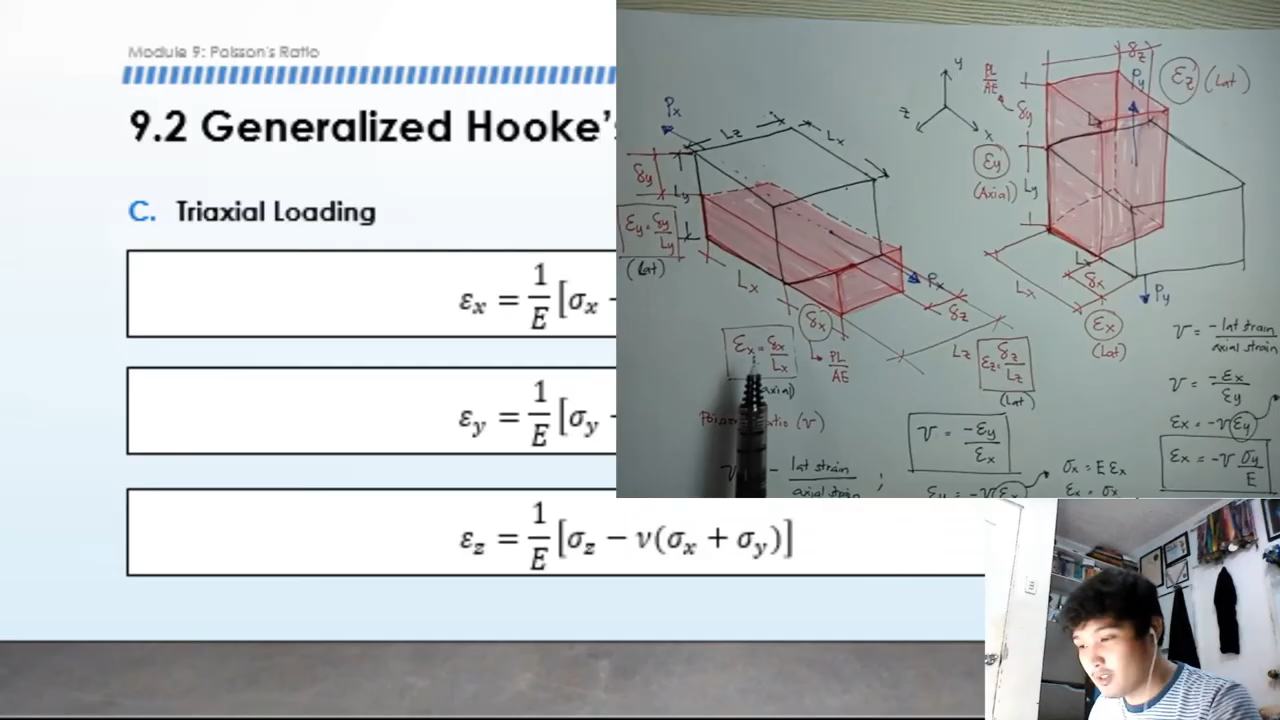 Module 9: Poisson's Ratio
9.2 Generalized Hooke's
C. Triaxial Loading
εx = 1/E [σx -
εy = 1/E [σy -
εz = 1/E [σz − ν(σx + σy)]
Px
Lz
Lx
δy
Ly
εy = δy/Ly
(Lat)
Lx
δx
Px
δz
Lz
εx = δx/Lx
axial)
PL/AE
εz = δz/Lz
(Lat)
ν = -εy/εx
lat strain
axial strain
;
σx = E εx
εx = σx
y
z
x
PL/AE
δy
δz
Py
εz (Lat)
εy
(Axial)
Ly
Lx
Lz
δx
Py
εx
(Lat)
ν = -lat strain/axial strain
ν = -εx/εy
εx = -ν εy
εx = -ν σy/E